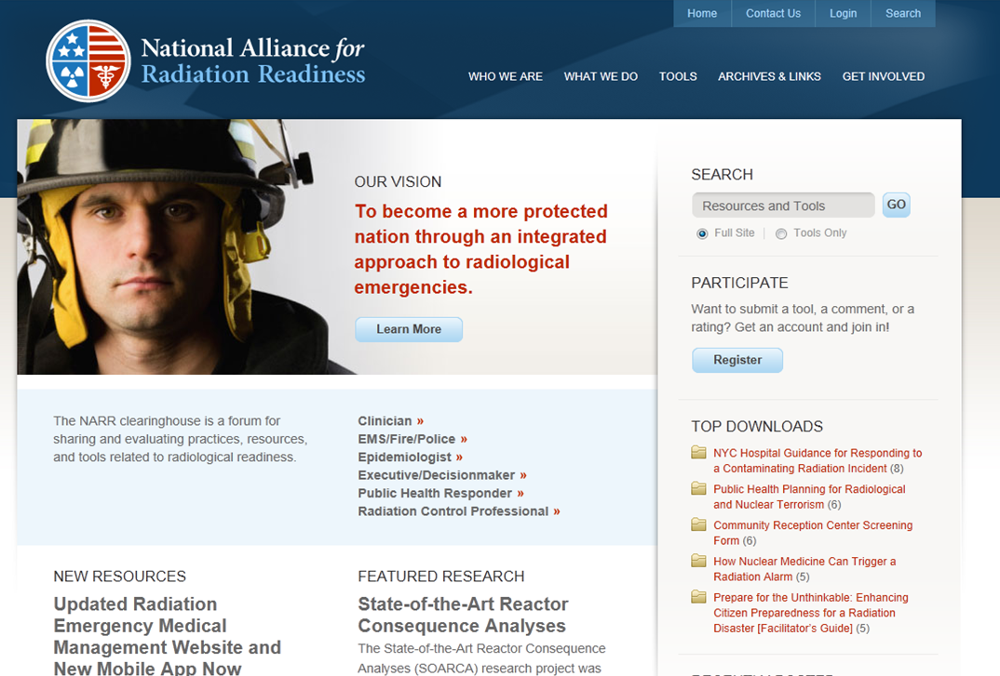 Home
Contact Us
Login
Search
National Alliance for
Radiation Readiness
WHO WE ARE
WHAT WE DO
TOOLS
ARCHIVES & LINKS
GET INVOLVED
OUR VISION
To become a more protected
nation through an integrated
approach to radiological
emergencies.
Learn More
SEARCH
Resources and Tools
GO
Full Site
Tools Only
PARTICIPATE
Want to submit a tool, a comment, or a
rating? Get an account and join in!
Register
The NARR clearinghouse is a forum for
sharing and evaluating practices, resources,
and tools related to radiological readiness.
Clinician »
EMS/Fire/Police »
Epidemiologist »
Executive/Decisionmaker »
Public Health Responder »
Radiation Control Professional »
TOP DOWNLOADS
NYC Hospital Guidance for Responding to
a Contaminating Radiation Incident (8)
Public Health Planning for Radiological
and Nuclear Terrorism (6)
Community Reception Center Screening
Form (6)
How Nuclear Medicine Can Trigger a
Radiation Alarm (5)
Prepare for the Unthinkable: Enhancing
Citizen Preparedness for a Radiation
Disaster [Facilitator's Guide] (5)
NEW RESOURCES
Updated Radiation
Emergency Medical
Management Website and
New Mobile App Now
FEATURED RESEARCH
State-of-the-Art Reactor
Consequence Analyses
The State-of-the-Art Reactor Consequence
Analyses (SOARCA) research project was